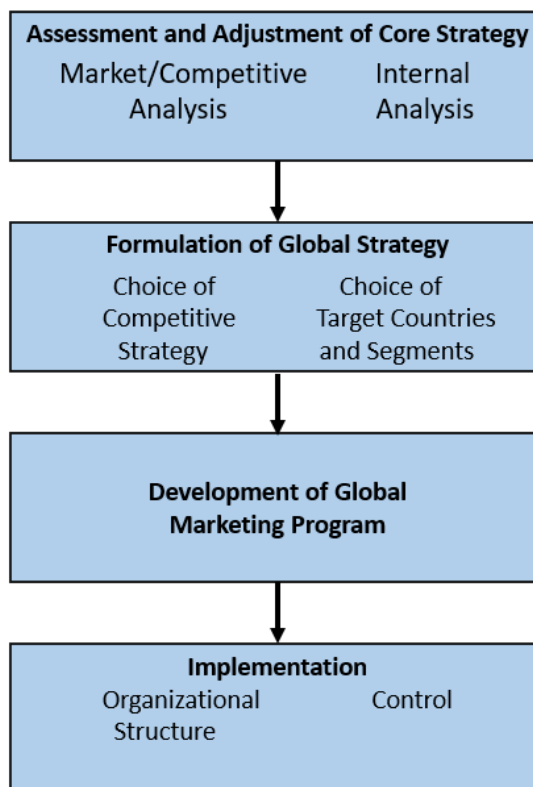 Assessment and Adjustment of Core Strategy
Market/Competitive Analysis
Internal Analysis
Formulation of Global Strategy
Choice of
Competitive
Strategy
Choice of
Target Countries
and Segments
Development of Global
Marketing Program
Implementation
Organizational
Structure
Control